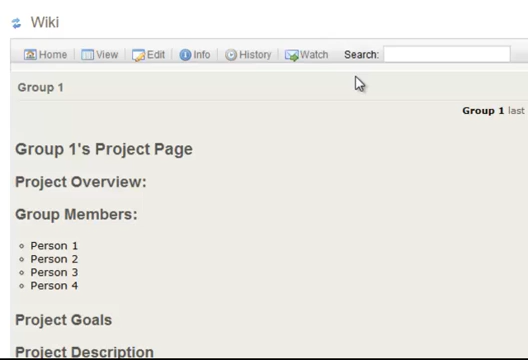 Wiki
Home View Edit Info History Watch Search:
Group 1
Group 1 last
Group 1's Project Page
Project Overview:
Group Members:
Person 1
Person 2
Person 3
Person 4
Project Goals
Project Description